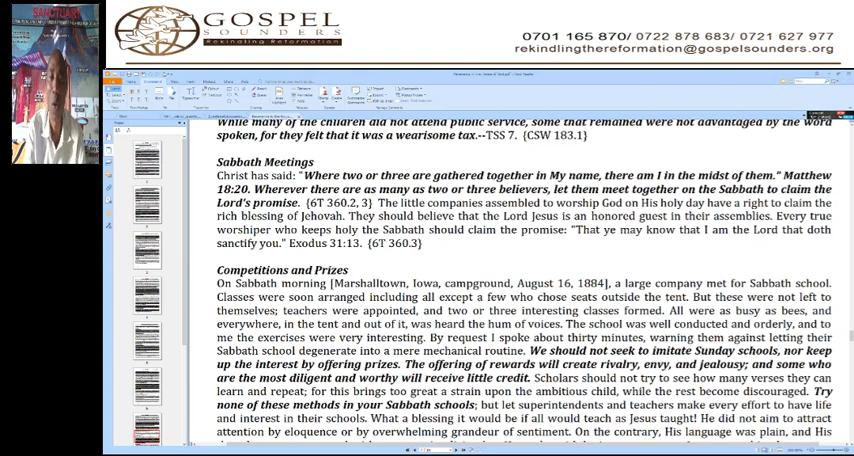 SANCTUARY
GOSPEL
SOUNDERS
Rekindling Reformation
0701 165 870/ 0722 878 683/ 0721 627 977
rekindlingthereformation@gospelsounders.org
While many of the children did not attend public service, some that remained were not advantaged by the word
spoken, for they felt that it was a wearisome tax.--TSS 7. {CSW 183.1}
Sabbath Meetings
Christ has said: "Where two or three are gathered together in My name, there am I in the midst of them." Matthew
18:20. Wherever there are as many as two or three believers, let them meet together on the Sabbath to claim the
Lord's promise. {6T 360.2, 3} The little companies assembled to worship God on His holy day have a right to claim the
rich blessing of Jehovah. They should believe that the Lord Jesus is an honored guest in their assemblies. Every true
worshiper who keeps holy the Sabbath should claim the promise: "That ye may know that I am the Lord that doth
sanctify you." Exodus 31:13. {6T 360.3}
Competitions and Prizes
On Sabbath morning [Marshalltown, Iowa, campground, August 16, 1884], a large company met for Sabbath school.
Classes were soon arranged including all except a few who chose seats outside the tent. But these were not left to
themselves; teachers were appointed, and two or three interesting classes formed. All were as busy as bees, and
everywhere, in the tent and out of it, was heard the hum of voices. The school was well conducted and orderly, and to
me the exercises were very interesting. By request I spoke about thirty minutes, warning them against letting their
Sabbath school degenerate into a mere mechanical routine. We should not seek to imitate Sunday schools, nor keep
up the interest by offering prizes. The offering of rewards will create rivalry, envy, and jealousy; and some who
are the most diligent and worthy will receive little credit. Scholars should not try to see how many verses they can
learn and repeat; for this brings too great a strain upon the ambitious child, while the rest become discouraged. Try
none of these methods in your Sabbath schools; but let superintendents and teachers make every effort to have life
and interest in their schools. What a blessing it would be if all would teach as Jesus taught! He did not aim to attract
attention by eloquence or by overwhelming grandeur of sentiment. On the contrary, His language was plain, and His